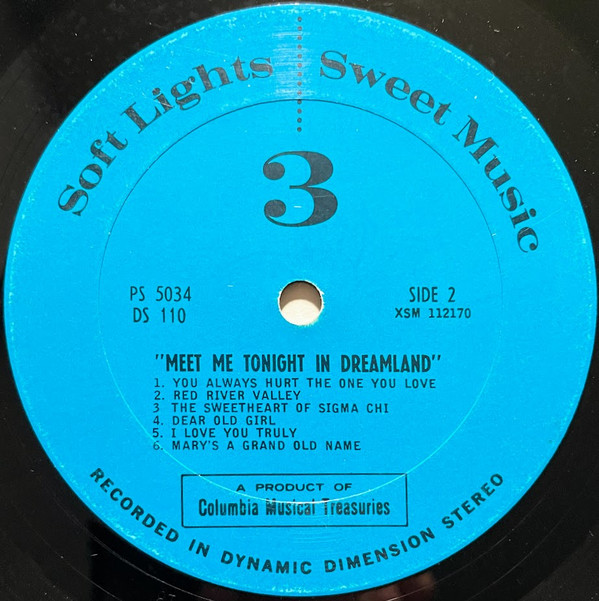 Soft Lights Sweet Music
3
PS 5034
DS 110
SIDE 2
XSM 112170
"MEET ME TONIGHT IN DREAMLAND"
1. YOU ALWAYS HURT THE ONE YOU LOVE
2. RED RIVER VALLEY
3 THE SWEETHEART OF SIGMA CHI
4. DEAR OLD GIRL
5. I LOVE YOU TRULY
6. MARY'S A GRAND OLD NAME
A PRODUCT OF
Columbia Musical Treasuries
RECORDED IN DYNAMIC DIMENSION STEREO